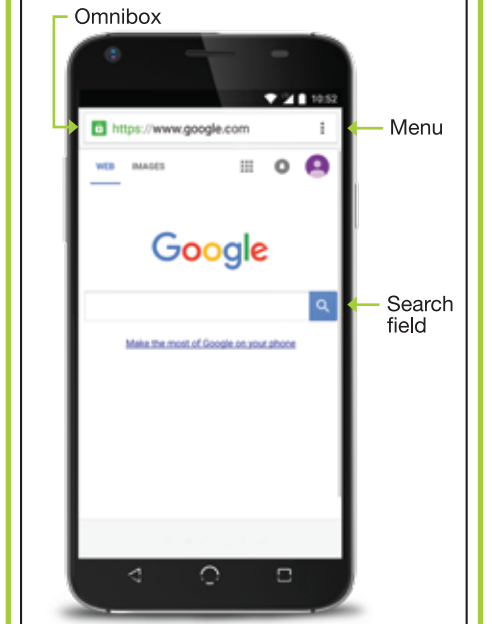 Omnibox
10:52
https://www.google.com
Menu
WEB IMAGES
Google
Search
field
Make the most of Google on your phone